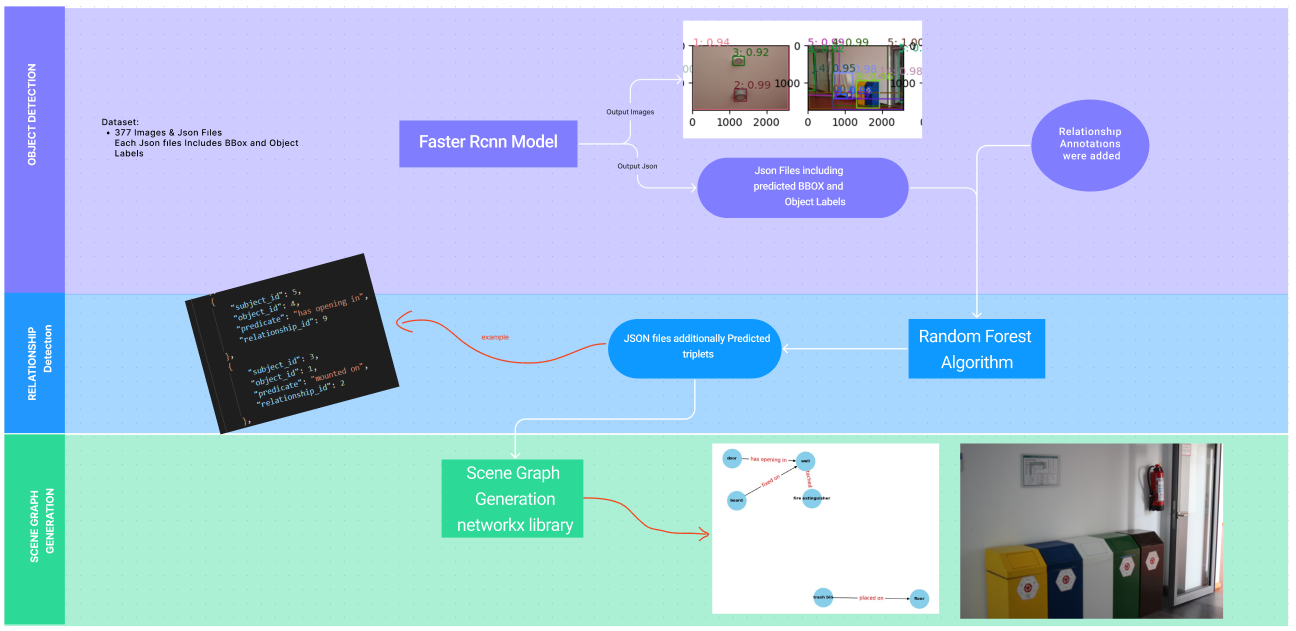 OBJECT DETECTION
Dataset:
• 377 Images & Json Files
Each Json files Includes BBox and Object
Labels
Faster Rcnn Model
Output Images
Output Json
1: 0.94
3: 0.92
2: 0.99
0
1000
0
1000
2000
5: 0.99
0.99
5: 1.00
0.95
0.98
0
1000
0
1000
2000
Json Files including
predicted BBOX and
Object Labels
Relationship
Annotations
were added
RELATIONSHIP
Detection
{
"subject_id": 5,
"object_id": 4,
"predicate": "has opening in",
"relationship_id": 9
},
{
"subject_id": 3,
"object_id": 1,
"predicate": "mounted on",
"relationship_id": 2
},
example
JSON files additionally Predicted
triplets
Random Forest
Algorithm
SCENE GRAPH
GENERATION
Scene Graph
Generation
networkx library
door
has opening in
wall
fixed on
board
fire extinguisher
trash bin
placed on
floor